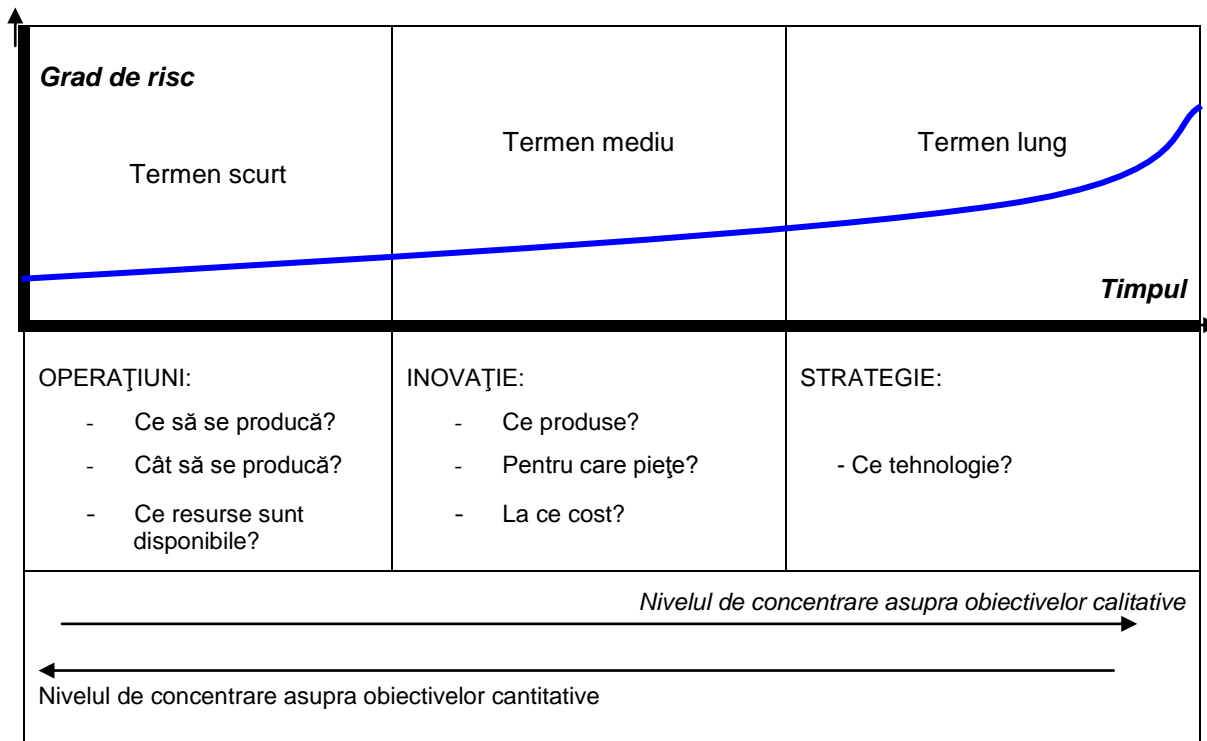 Grad de risc
Termen scurt
Termen mediu
Termen lung
Timpul
OPERAŢIUNI:
- Ce să se producă?
- Cât să se producă?
- Ce resurse sunt
disponibile?
INOVAŢIE:
- Ce produse?
- Pentru care pieţe?
- La ce cost?
STRATEGIE:
- Ce tehnologie?
Nivelul de concentrare asupra obiectivelor calitative
Nivelul de concentrare asupra obiectivelor cantitative